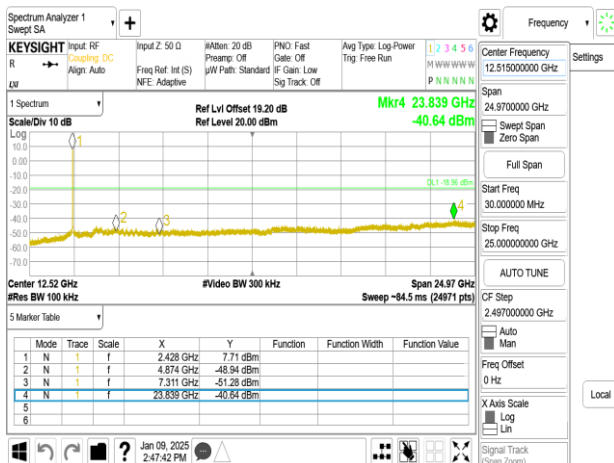 Spectrum Analyzer 1
Swept SA
Frequency
Settings
KEYSIGHT
R
LXI
Input: RF
Coupling: DC
Align: Auto
Input Z: 50 Ω
Freq Ref: Int (S)
NFE: Adaptive
#Atten: 20 dB
Preamp: Off
µW Path: Standard
PNO: Fast
Gate: Off
IF Gain: Low
Sig Track: Off
Avg Type: Log-Power
Trig: Free Run
1 2 3 4 5 6
M W W W W W
P N N N N N
1 Spectrum
Scale/Div 10 dB
Ref Lvl Offset 19.20 dB
Ref Level 20.00 dBm
Mkr4 23.839 GHz
-40.64 dBm
Log
10.0
0.00
-10.0
-20.0
-30.0
-40.0
-50.0
-60.0
-70.0
1
2
3
4
DL1 -18.96 dBm
Center 12.52 GHz
#Video BW 300 kHz
Span 24.97 GHz
#Res BW 100 kHz
Sweep ~84.5 ms (24971 pts)
5 Marker Table
Mode Trace Scale X Y Function Function Width Function Value
1 N 1 f 2.428 GHz 7.71 dBm
2 N 1 f 4.874 GHz -48.94 dBm
3 N 1 f 7.311 GHz -51.28 dBm
4 N 1 f 23.839 GHz -40.64 dBm
5
6
Jan 09, 2025
2:47:42 PM
Center Frequency
12.515000000 GHz
Span
24.9700000 GHz
Swept Span
Zero Span
Full Span
Start Freq
30.000000 MHz
Stop Freq
25.000000000 GHz
AUTO TUNE
CF Step
2.497000000 GHz
Auto
Man
Freq Offset
0 Hz
X Axis Scale
Log
Lin
Signal Track
(Span Zoom)
Local